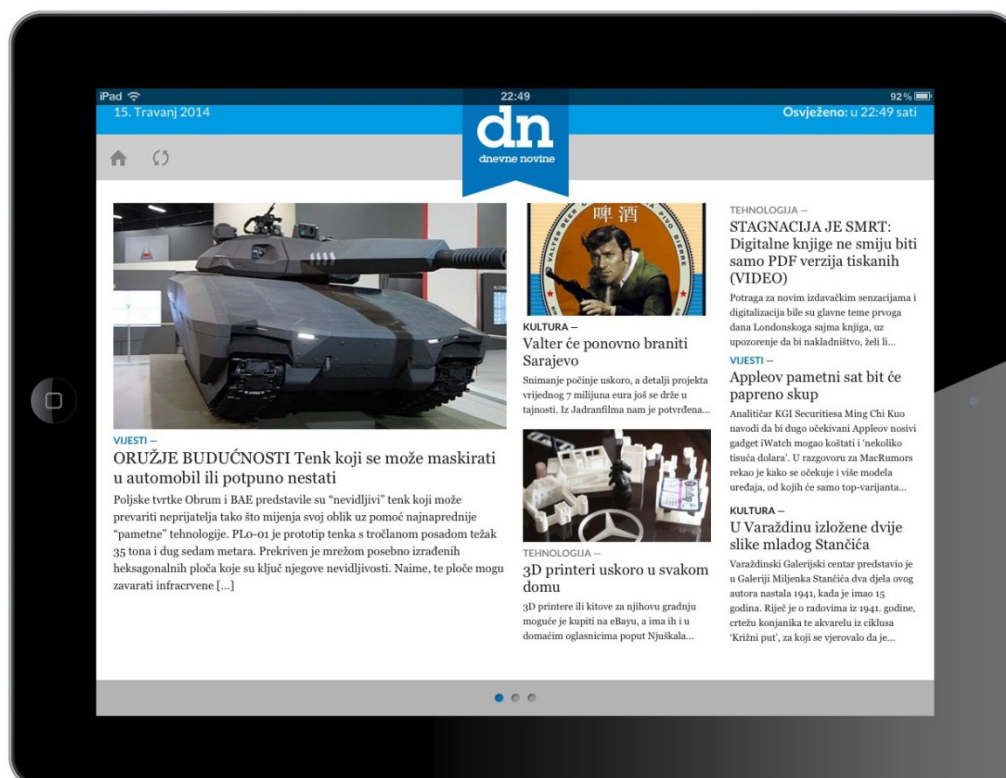 iPad
22:49
92%
15. Travanj 2014
Osvježeno: u 22:49 sati
dn
dnevne novine
VIJESTI —
ORUŽJE BUDUĆNOSTI Tenk koji se može maskirati
u automobil ili potpuno nestati
Poljske tvrtke Obrum i BAE predstavile su “nevidljivi” tenk koji može
prevariti neprijatelja tako što mijenja svoj oblik uz pomoć najnaprednije
“pametne” tehnologije. PL0-01 je prototip tenka s tročlanom posadom težak
35 tona i dug sedam metara. Prekriven je mrežom posebno izrađenih
heksagonalnih ploča koje su ključ njegove nevidljivosti. Naime, te ploče mogu
zavarati infracrvene [...]
啤酒
VALTER BEER
PIVO BIERRE
KULTURA —
Valter će ponovno braniti
Sarajevo
Snimanje počinje uskoro, a detalji projekta
vrijednog 7 milijuna eura još se drže u
tajnosti. Iz Jadranfilma nam je potvrđena...
TEHNOLOGIJA —
3D printeri uskoro u svakom
domu
3D printere ili kitove za njihovu gradnju
moguće je kupiti na eBayu, a ima ih i u
domaćim oglasnicima poput Njuškala...
TEHNOLOGIJA —
STAGNACIJA JE SMRT:
Digitalne knjige ne smiju biti
samo PDF verzija tiskanih
(VIDEO)
Potraga za novim izdavačkim senzacijama i
digitalizacija bile su glavne teme prvoga
dana Londonskoga sajma knjiga, uz
upozorenje da bi nakladništvo, želi li...
VIJESTI —
Appleov pametni sat bit će
papreno skup
Analitičar KGI Securitiesa Ming Chi Kuo
navodi da bi dugo očekivani Appleov nosivi
gadget iWatch mogao koštati i ‘nekoliko
tisuća dolara’. U razgovoru za MacRumors
rekao je kako se očekuje i više modela
uređaja, od kojih će samo top-varijanta...
KULTURA —
U Varaždinu izložene dvije
slike mladog Stančića
Varaždinski Galerijski centar predstavio je
u Galeriji Miljenka Stančića dva djela ovog
autora nastala 1941, kada je imao 15
godina. Riječ je o radovima iz 1941. godine,
crtežu konjanika te akvarelu iz ciklusa
‘Križni put’, za koji se vjerovalo da je...